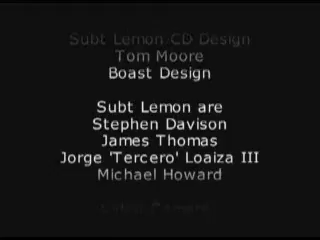 Subt Lemon CD Design
Tom Moore
Boast Design
Subt Lemon are
Stephen Davison
James Thomas
Jorge 'Tercero' Loaiza III
Michael Howard